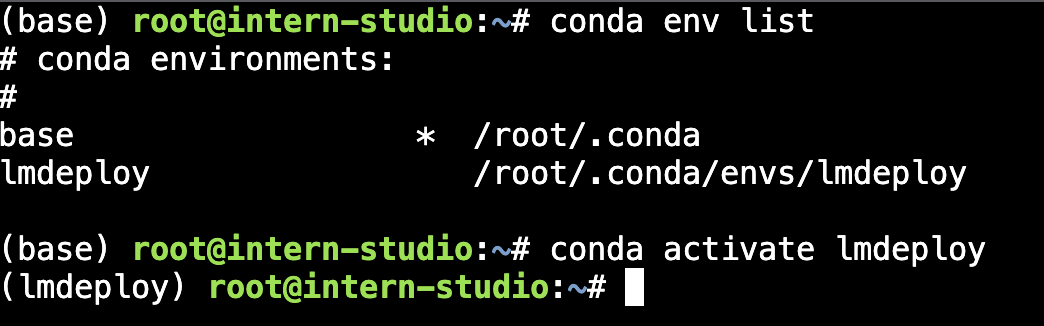 (base) root@intern-studio:~# conda env list
# conda environments:
#
base                  *  /root/.conda
lmdeploy                 /root/.conda/envs/lmdeploy

(base) root@intern-studio:~# conda activate lmdeploy
(lmdeploy) root@intern-studio:~#